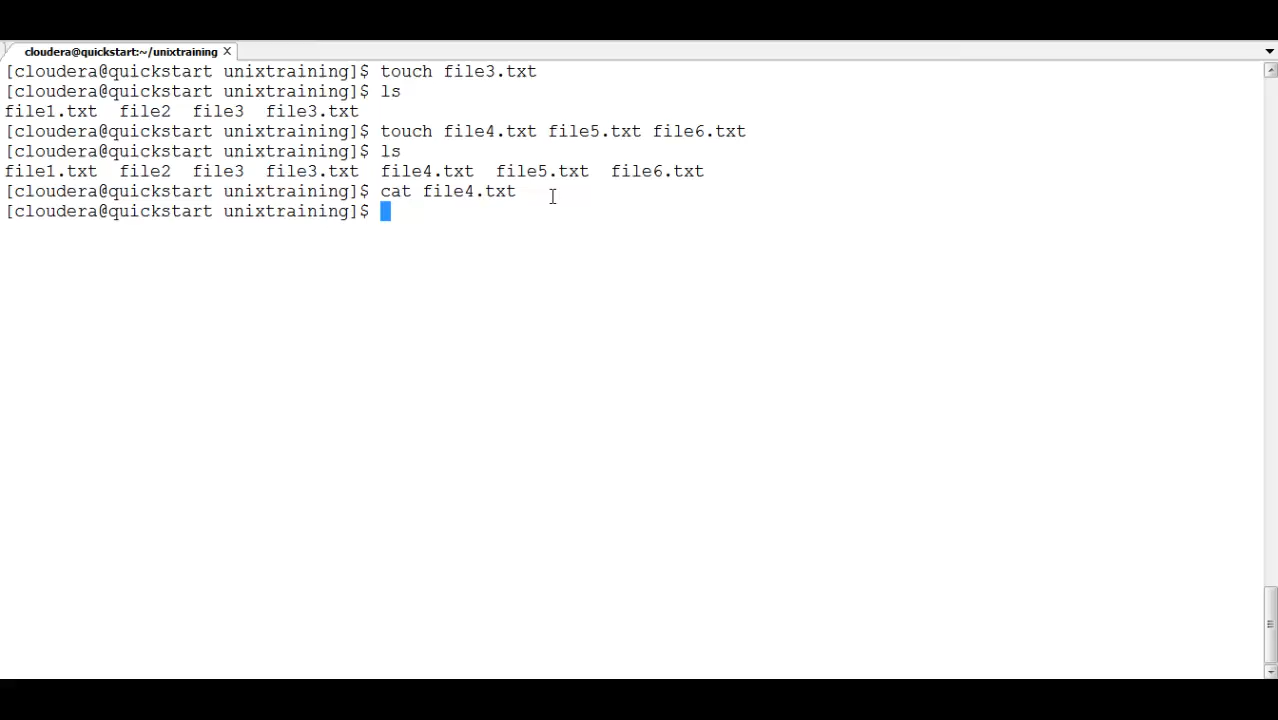 cloudera@quickstart:~/unixtraining X
[cloudera@quickstart unixtraining]$ touch file3.txt
[cloudera@quickstart unixtraining]$ ls
file1.txt  file2  file3  file3.txt
[cloudera@quickstart unixtraining]$ touch file4.txt file5.txt file6.txt
[cloudera@quickstart unixtraining]$ ls
file1.txt  file2  file3  file3.txt  file4.txt  file5.txt  file6.txt
[cloudera@quickstart unixtraining]$ cat file4.txt
[cloudera@quickstart unixtraining]$